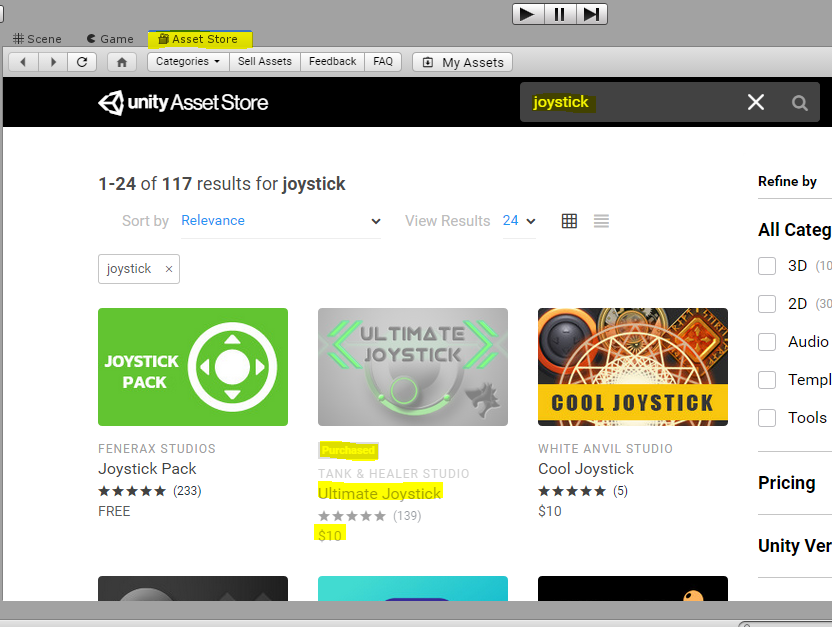 Scene Game Asset Store
Categories Sell Assets Feedback FAQ My Assets
unity Asset Store joystick
Refine by
1-24 of 117 results for joystick
Sort by Relevance View Results 24
All Categ
joystick ×
3D (10
2D (30
Audio
Templ
Tools
JOYSTICK PACK
ULTIMATE JOYSTICK
COOL JOYSTICK
FENERAX STUDIOS
Joystick Pack
(233)
FREE
Purchased
TANK & HEALER STUDIO
Ultimate Joystick
(139)
$10
WHITE ANVIL STUDIO
Cool Joystick
(5)
$10
Pricing
Unity Ver